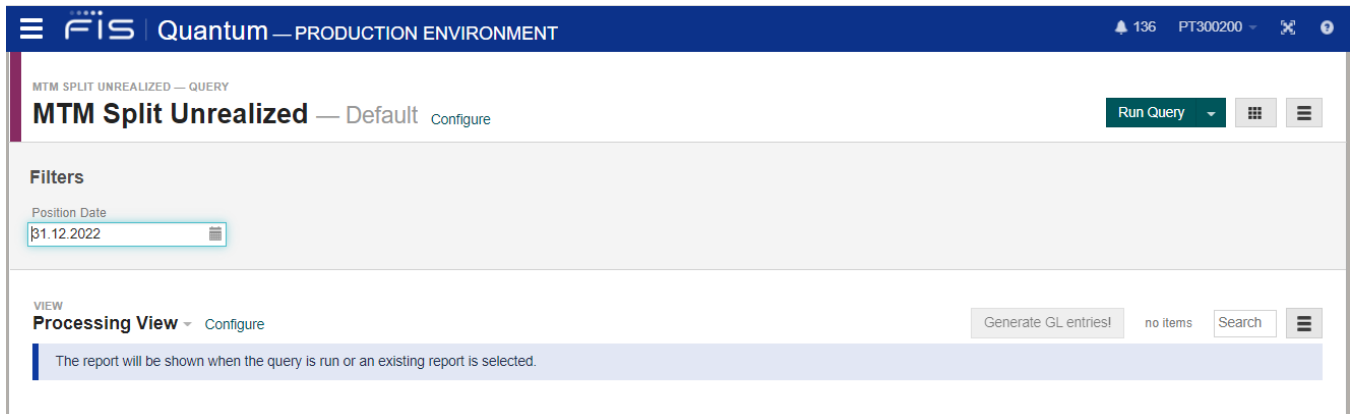 FIS Quantum — PRODUCTION ENVIRONMENT 136 PT300200
MTM SPLIT UNREALIZED — QUERY
MTM Split Unrealized — Default Configure Run Query
Filters
Position Date
31.12.2022
VIEW
Processing View Configure Generate GL entries! no items Search
The report will be shown when the query is run or an existing report is selected.